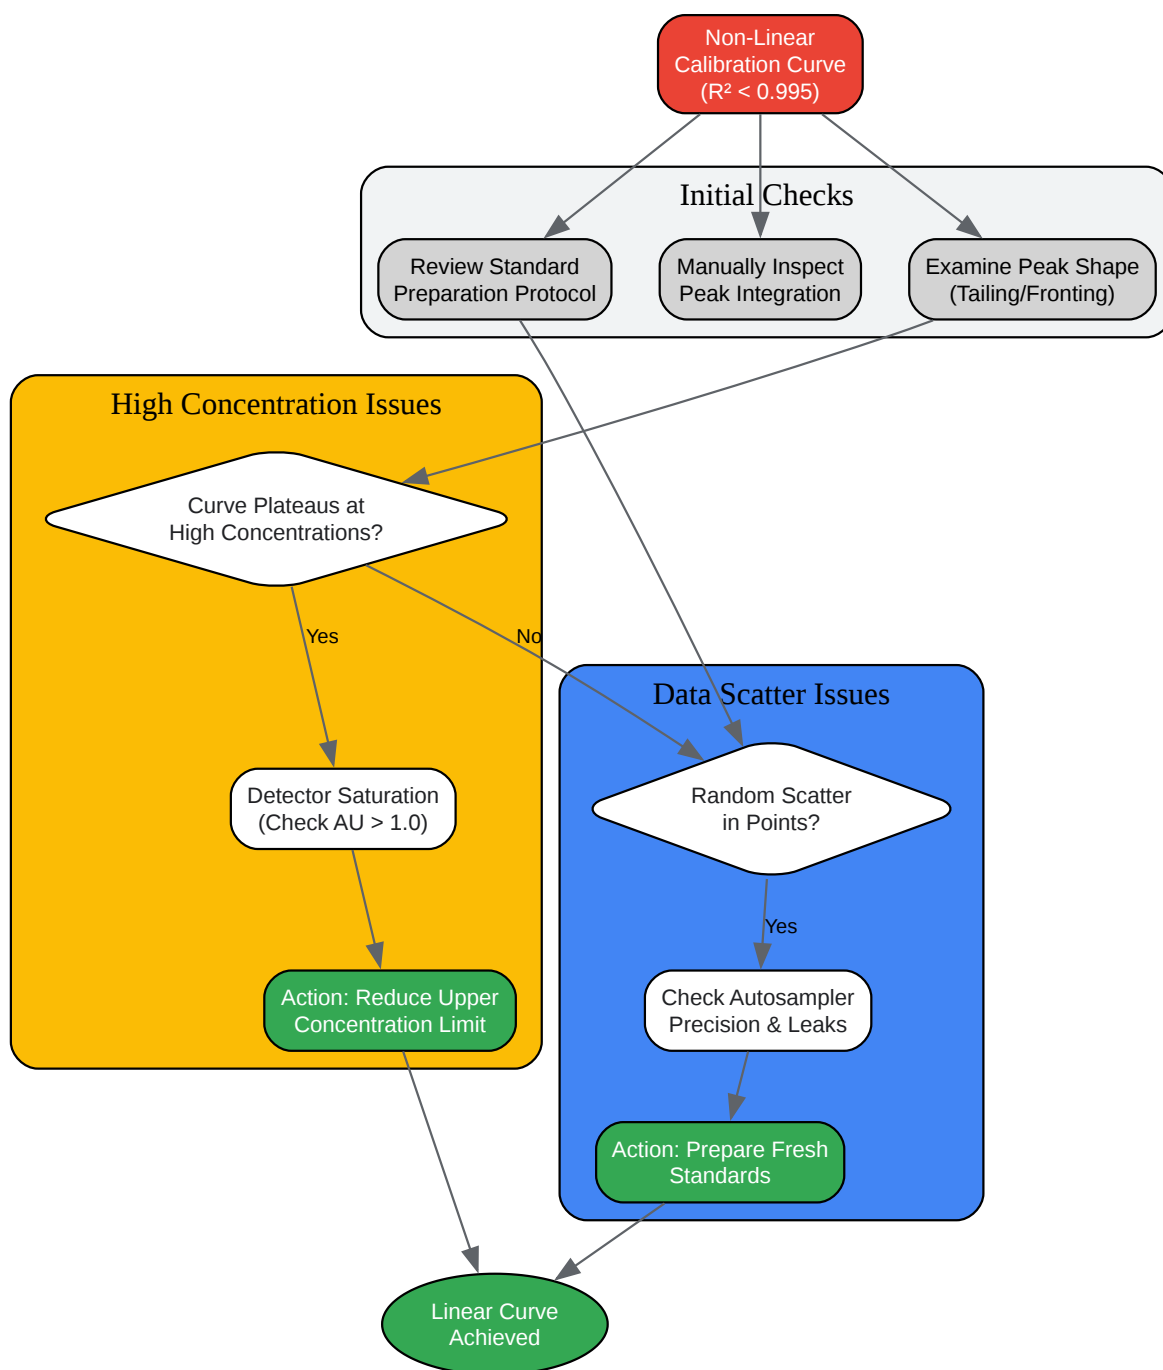 Non-Linear
Calibration Curve
(R² < 0.995)
Initial Checks
Review Standard
Preparation Protocol
Manually Inspect
Peak Integration
Examine Peak Shape
(Tailing/Fronting)
High Concentration Issues
Curve Plateaus at
High Concentrations?
Yes
No
Data Scatter Issues
Detector Saturation
(Check AU > 1.0)
Random Scatter
in Points?
Yes
Action: Reduce Upper
Concentration Limit
Check Autosampler
Precision & Leaks
Action: Prepare Fresh
Standards
Linear Curve
Achieved